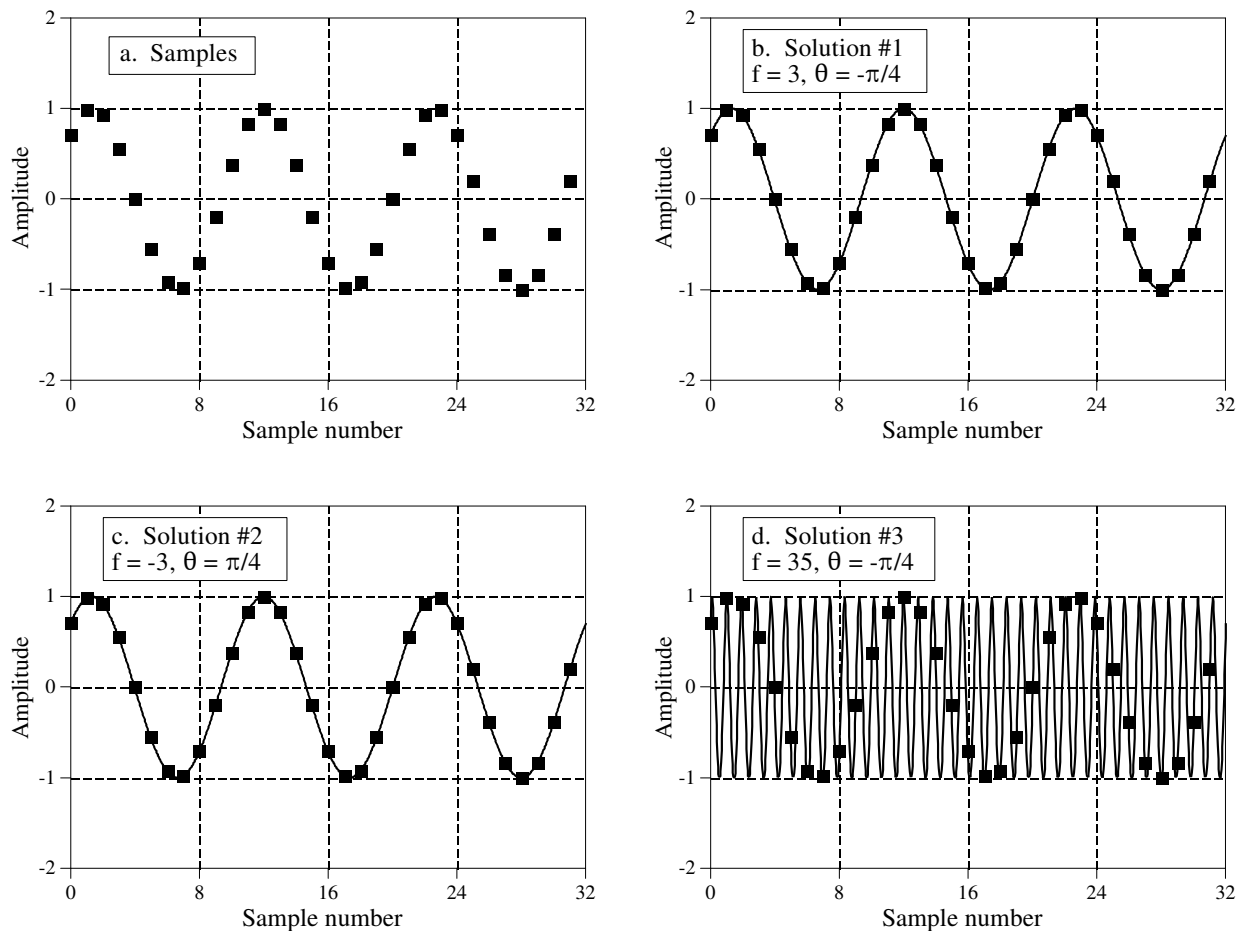 a. Samples
2
1
0
-1
-2
Amplitude
0 8 16 24 32
Sample number
b. Solution #1
f = 3, θ = -π/4
2
1
0
-1
-2
Amplitude
0 8 16 24 32
Sample number
c. Solution #2
f = -3, θ = π/4
2
1
0
-1
-2
Amplitude
0 8 16 24 32
Sample number
d. Solution #3
f = 35, θ = -π/4
2
1
0
-1
-2
Amplitude
0 8 16 24 32
Sample number